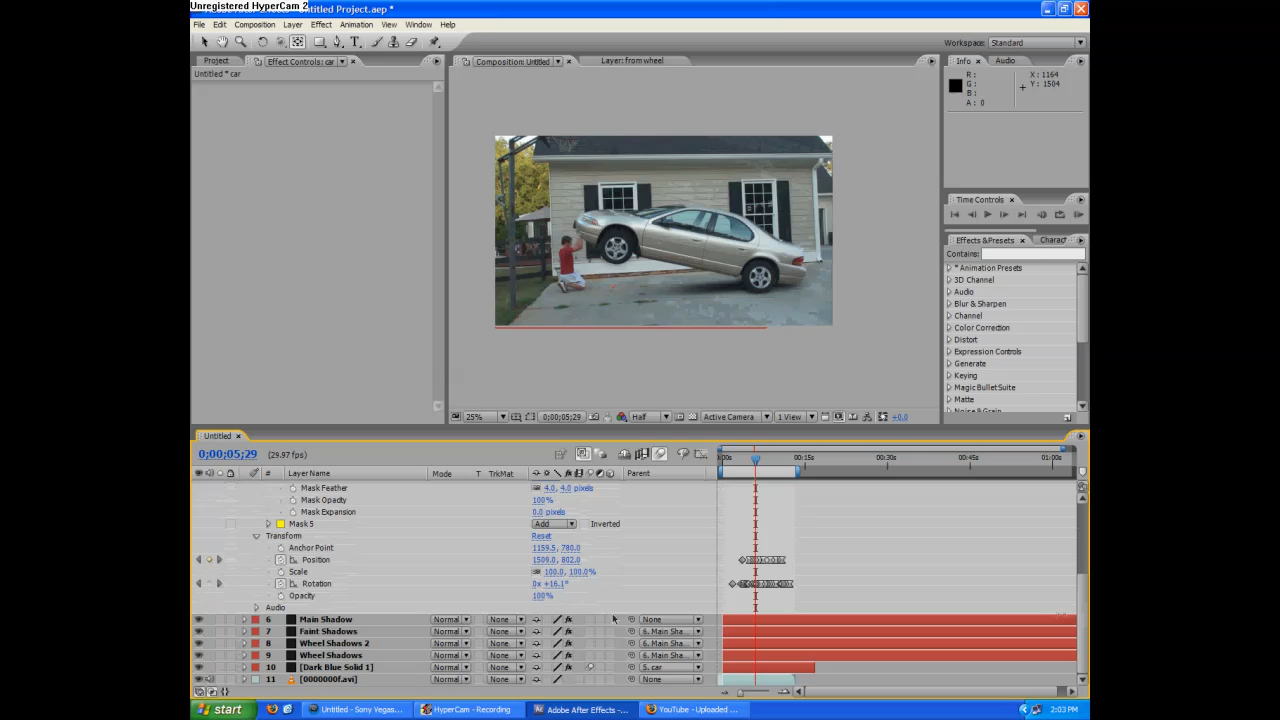 Unregistered HyperCam 2
Untitled Project.aep *
File Edit Composition Layer Effect Animation View Window Help
Workspace: Standard
Project Effect Controls: car
Composition: Untitled Layer: from wheel
Info Audio
Untitled * car
R: X: 1164
G: Y: 1504
B:
A: 0
Time Controls
Effects & Presets Charac
Contains:
* Animation Presets
3D Channel
Audio
Blur & Sharpen
Channel
Color Correction
Distort
Expression Controls
Generate
Keying
Magic Bullet Suite
Matte
Noise & Grain
25% 0;00;05;29 Half Active Camera 1 View +0.0
Untitled
0;00;05;29 (29.97 fps)
:00s 00:15s 00:30s 00:45s 01:00s
# Layer Name Mode T TrkMat Parent
Mask Feather 4.0, 4.0 pixels
Mask Opacity 100%
Mask Expansion 0.0 pixels
Mask 5 Add Inverted
Transform Reset
Anchor Point 1159.5, 780.0
Position 1509.0, 802.0
Scale 100.0, 100.0%
Rotation 0x +16.1°
Opacity 100%
Audio
6 Main Shadow Normal None None
7 Faint Shadows Normal None 6. Main Sha...
8 Wheel Shadows 2 Normal None 6. Main Sha...
9 Wheel Shadows Normal None 6. Main Sha...
10 [Dark Blue Solid 1] Normal None 5. car
11 [0000000f.avi] Normal None None
start Untitled - Sony Vegas... HyperCam - Recording Adobe After Effects -... YouTube - Uploaded ... 2:03 PM